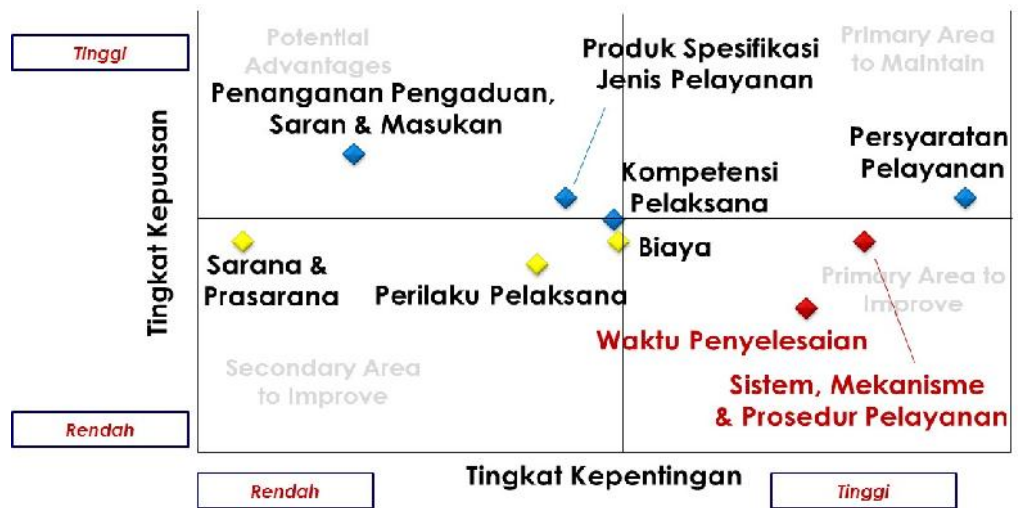 Tinggi
Tingkat Kepuasan
Rendah
Potential
Advantages
Penanganan Pengaduan,
Saran & Masukan
Produk Spesifikasi
Jenis Pelayanan
Primary Area
to Maintain
Persyaratan
Pelayanan
Kompetensi
Pelaksana
Biaya
Sarana &
Prasarana
Perilaku Pelaksana
Primary Area to
Improve
Waktu Penyelesaian
Secondary Area
to Improve
Sistem, Mekanisme
& Prosedur Pelayanan
Rendah
Tingkat Kepentingan
Tinggi